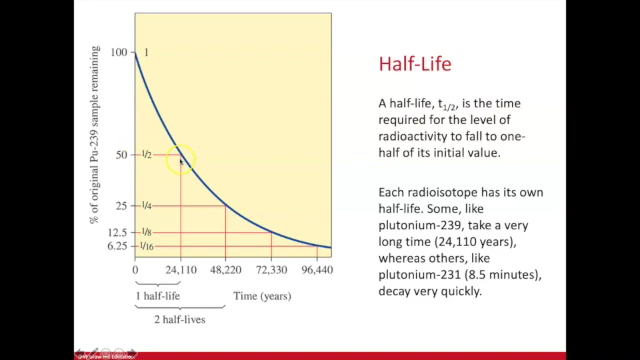 Half-Life
A half-life, t1/2, is the time
required for the level of
radioactivity to fall to one-
half of its initial value.
Each radioisotope has its own
half-life. Some, like
plutonium-239, take a very
long time (24,110 years),
whereas others, like
plutonium-231 (8.5 minutes),
decay very quickly.
% of original Pu-239 sample remaining
100 1
50 1/2
25 1/4
12.5 1/8
6.25 1/16
0 24,110 48,220 72,330 96,440
1 half-life Time (years)
2 half-lives